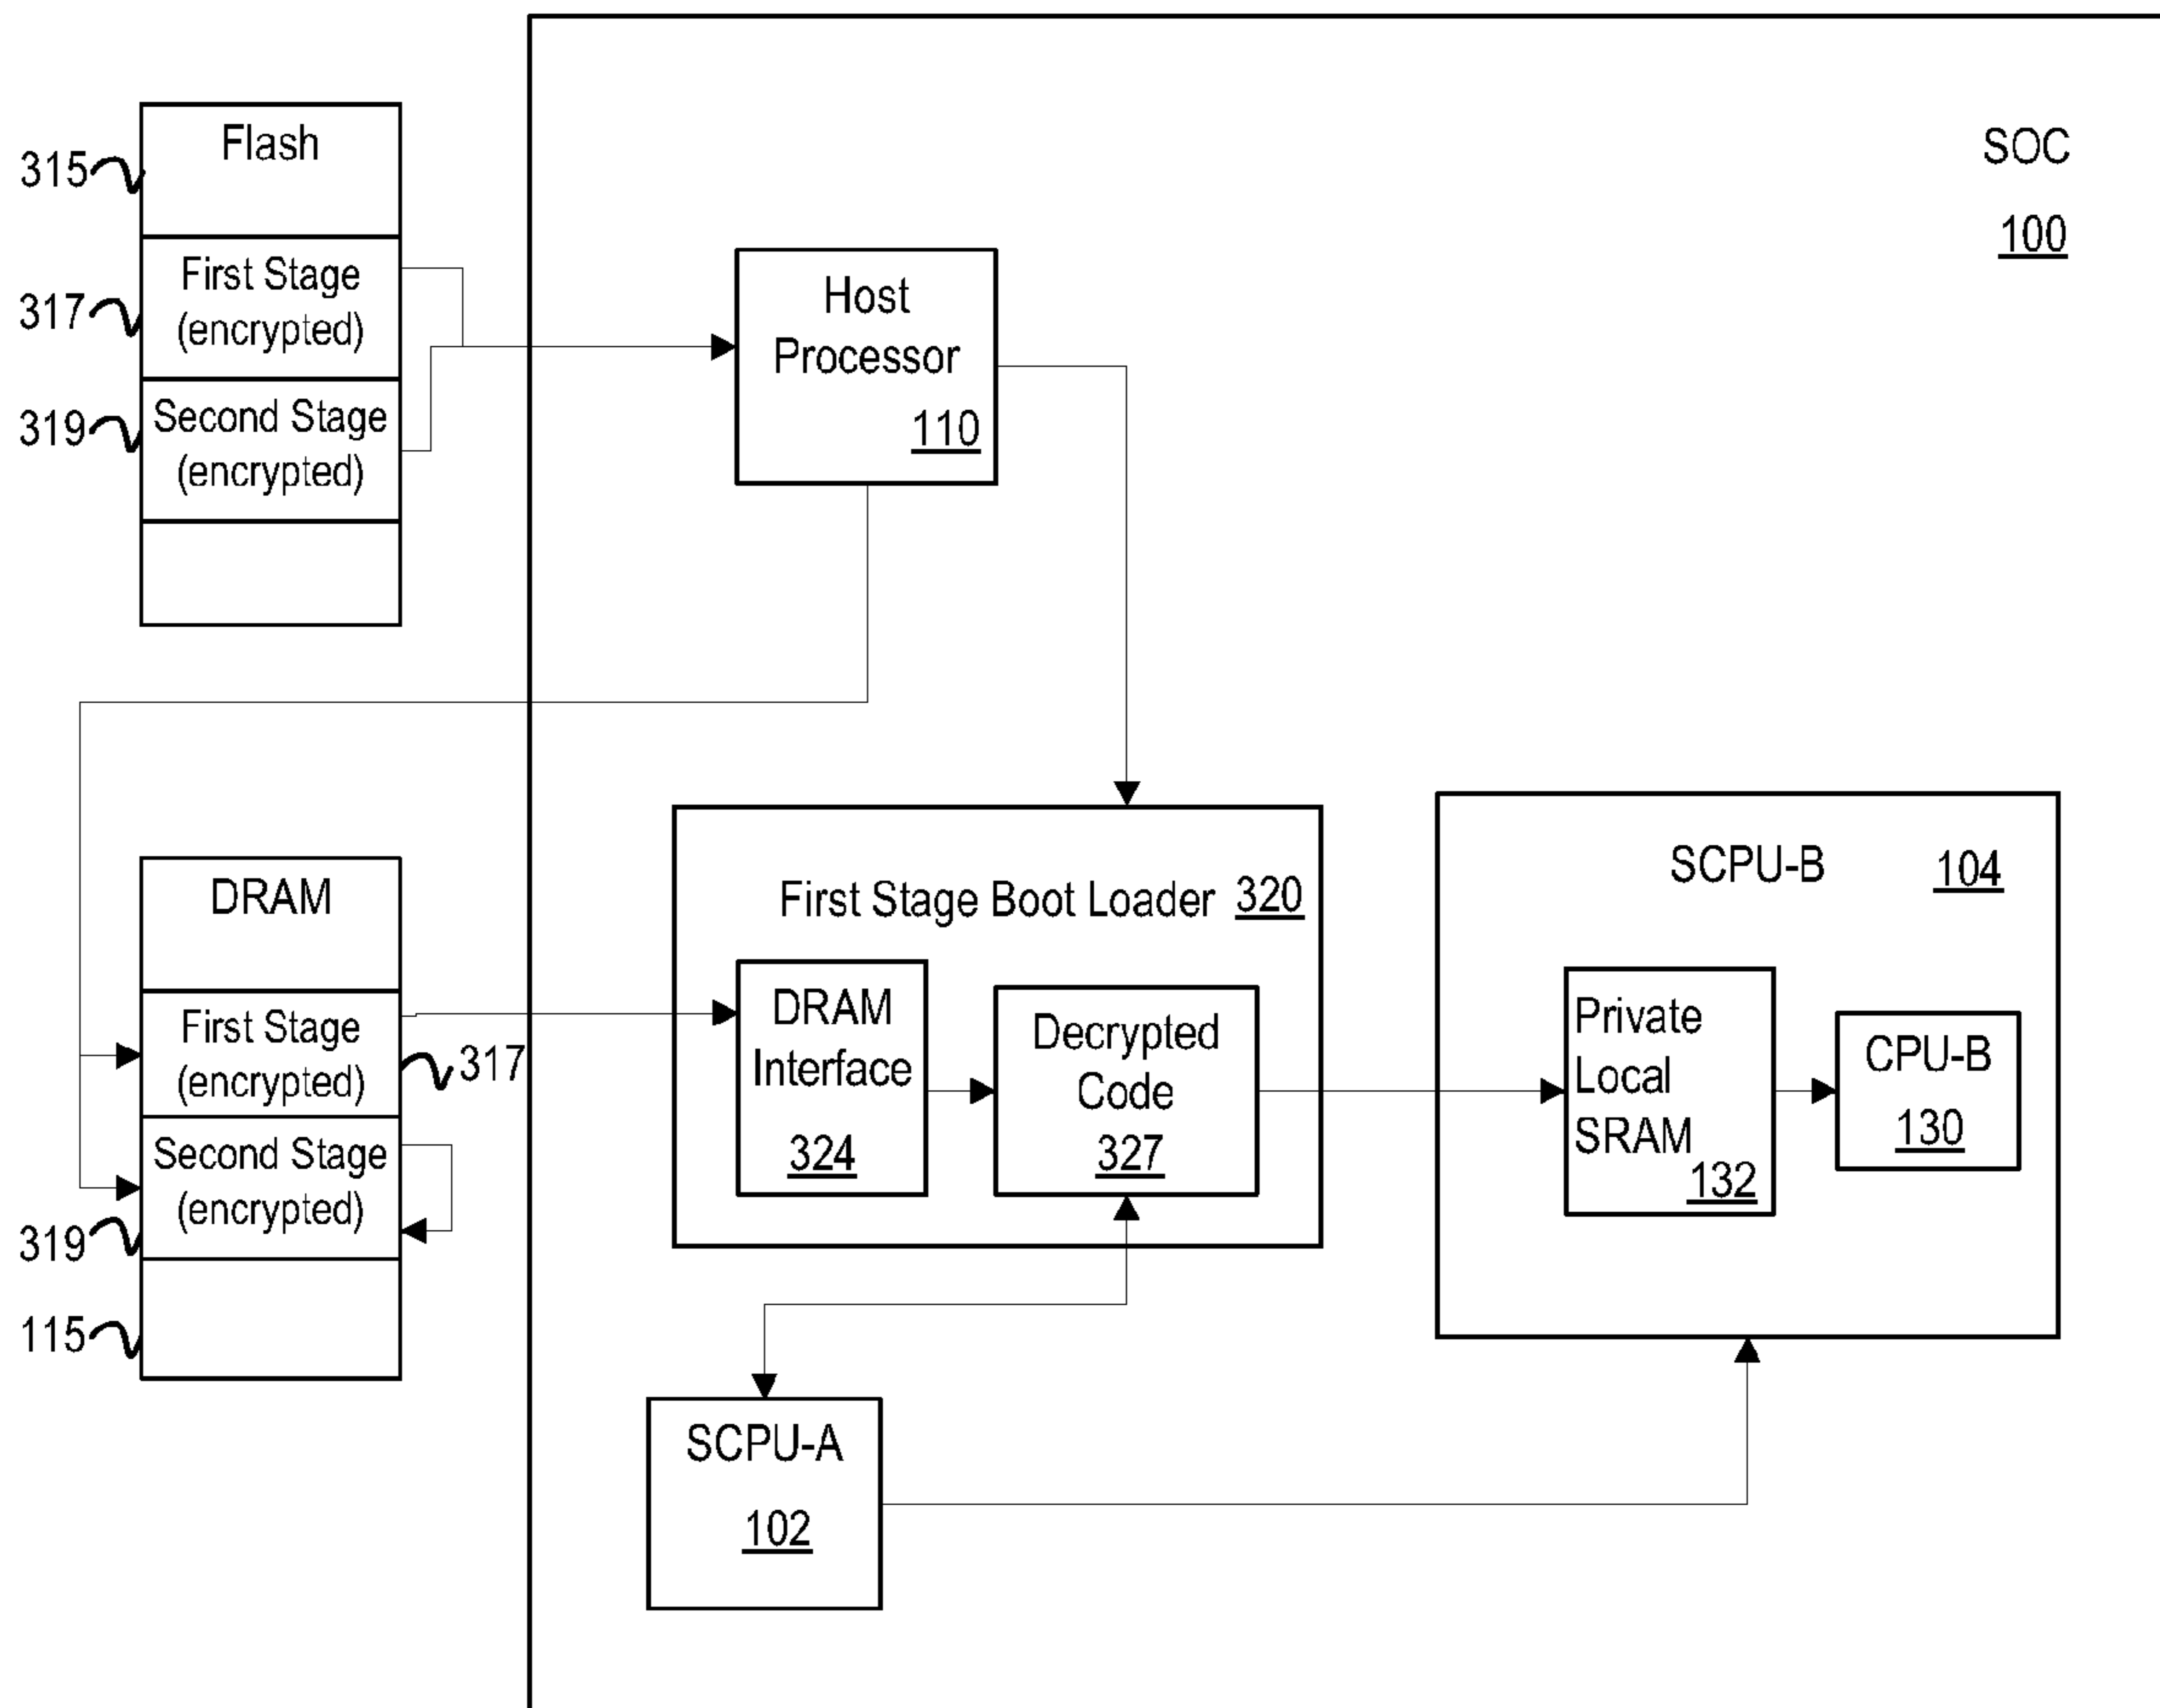 SOC
100
315
Flash
317
First Stage
(encrypted)
319
Second Stage
(encrypted)
Host
Processor
110
DRAM
First Stage
(encrypted)
317
Second Stage
(encrypted)
319
115
First Stage Boot Loader 320
DRAM
Interface
324
Decrypted
Code
327
SCPU-B 104
Private
Local
SRAM
132
CPU-B
130
SCPU-A
102